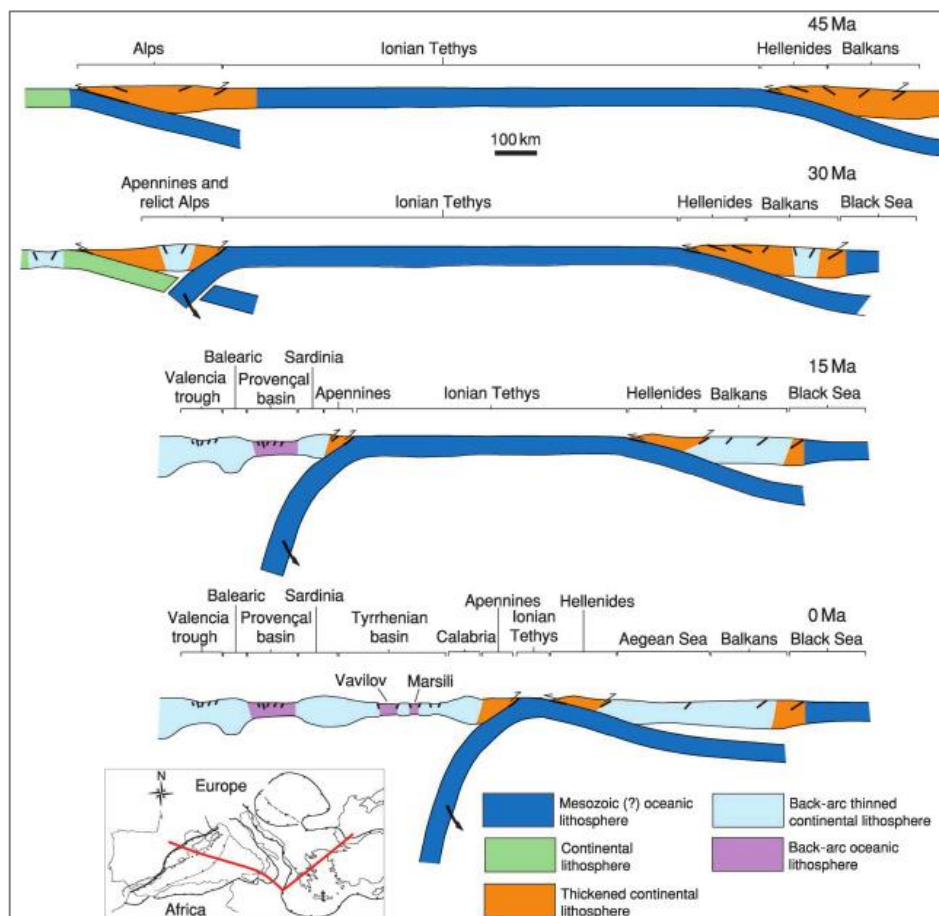 45 Ma
Alps
Ionian Tethys
Hellenides
Balkans
100 km
30 Ma
Apennines and
relict Alps
Ionian Tethys
Hellenides
Balkans
Black Sea
15 Ma
Balearic
Sardinia
Valencia
trough
Provençal
basin
Apennines
Ionian Tethys
Hellenides
Balkans
Black Sea
0 Ma
Balearic
Sardinia
Apennines
Hellenides
Valencia
trough
Provençal
basin
Tyrrhenian
basin
Calabria
Ionian
Tethys
Aegean Sea
Balkans
Black Sea
Vavilov
Marsili
N
Europe
Africa
Mesozoic (?) oceanic
lithosphere
Continental
lithosphere
Thickened continental
lithosphere
Back-arc thinned
continental lithosphere
Back-arc oceanic
lithosphere